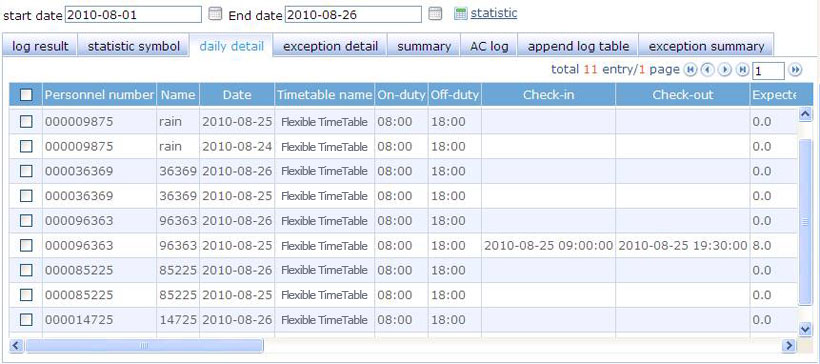 start date 2010-08-01 End date 2010-08-26 statistic
log result statistic symbol daily detail exception detail summary AC log append log table exception summary
total 11 entry/1 page 1
Personnel number Name Date Timetable name On-duty Off-duty Check-in Check-out Expecte
000009875 rain 2010-08-25 Flexible TimeTable 08:00 18:00 0.0
000009875 rain 2010-08-24 Flexible TimeTable 08:00 18:00 0.0
000036369 36369 2010-08-26 Flexible TimeTable 08:00 18:00 0.0
000036369 36369 2010-08-25 Flexible TimeTable 08:00 18:00 0.0
000096363 96363 2010-08-26 Flexible TimeTable 08:00 18:00 0.0
000096363 96363 2010-08-25 Flexible TimeTable 08:00 18:00 2010-08-25 09:00:00 2010-08-25 19:30:00 8.0
000085225 85225 2010-08-26 Flexible TimeTable 08:00 18:00 0.0
000085225 85225 2010-08-25 Flexible TimeTable 08:00 18:00 0.0
000014725 14725 2010-08-26 Flexible TimeTable 08:00 18:00 0.0